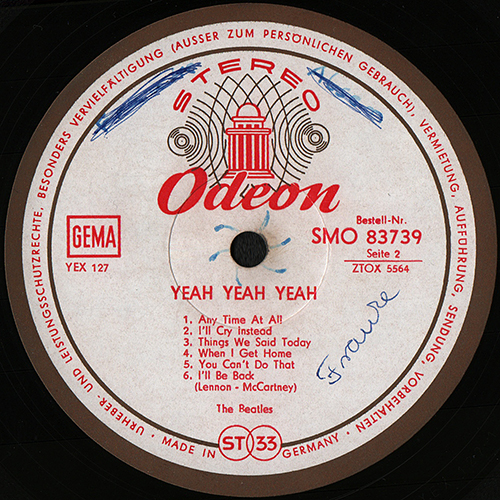 URHEBER- UND LEISTUNGSSCHUTZRECHTE, BESONDERS VERVIELFÄLTIGUNG (AUSSER ZUM PERSÖNLICHEN GEBRAUCH), VERMIETUNG, AUFFÜHRUNG, SENDUNG, VORBEHALTEN
STEREO
Odeon
GEMA
YEX 127
Bestell-Nr.
SMO 83739
Seite 2
ZTOX 5564
YEAH YEAH YEAH
1. Any Time At All
2. I'll Cry Instead
3. Things We Said Today
4. When I Get Home
5. You Can't Do That
6. I'll Be Back
(Lennon - McCartney)
The Beatles
• MADE IN GERMANY •
ST 33